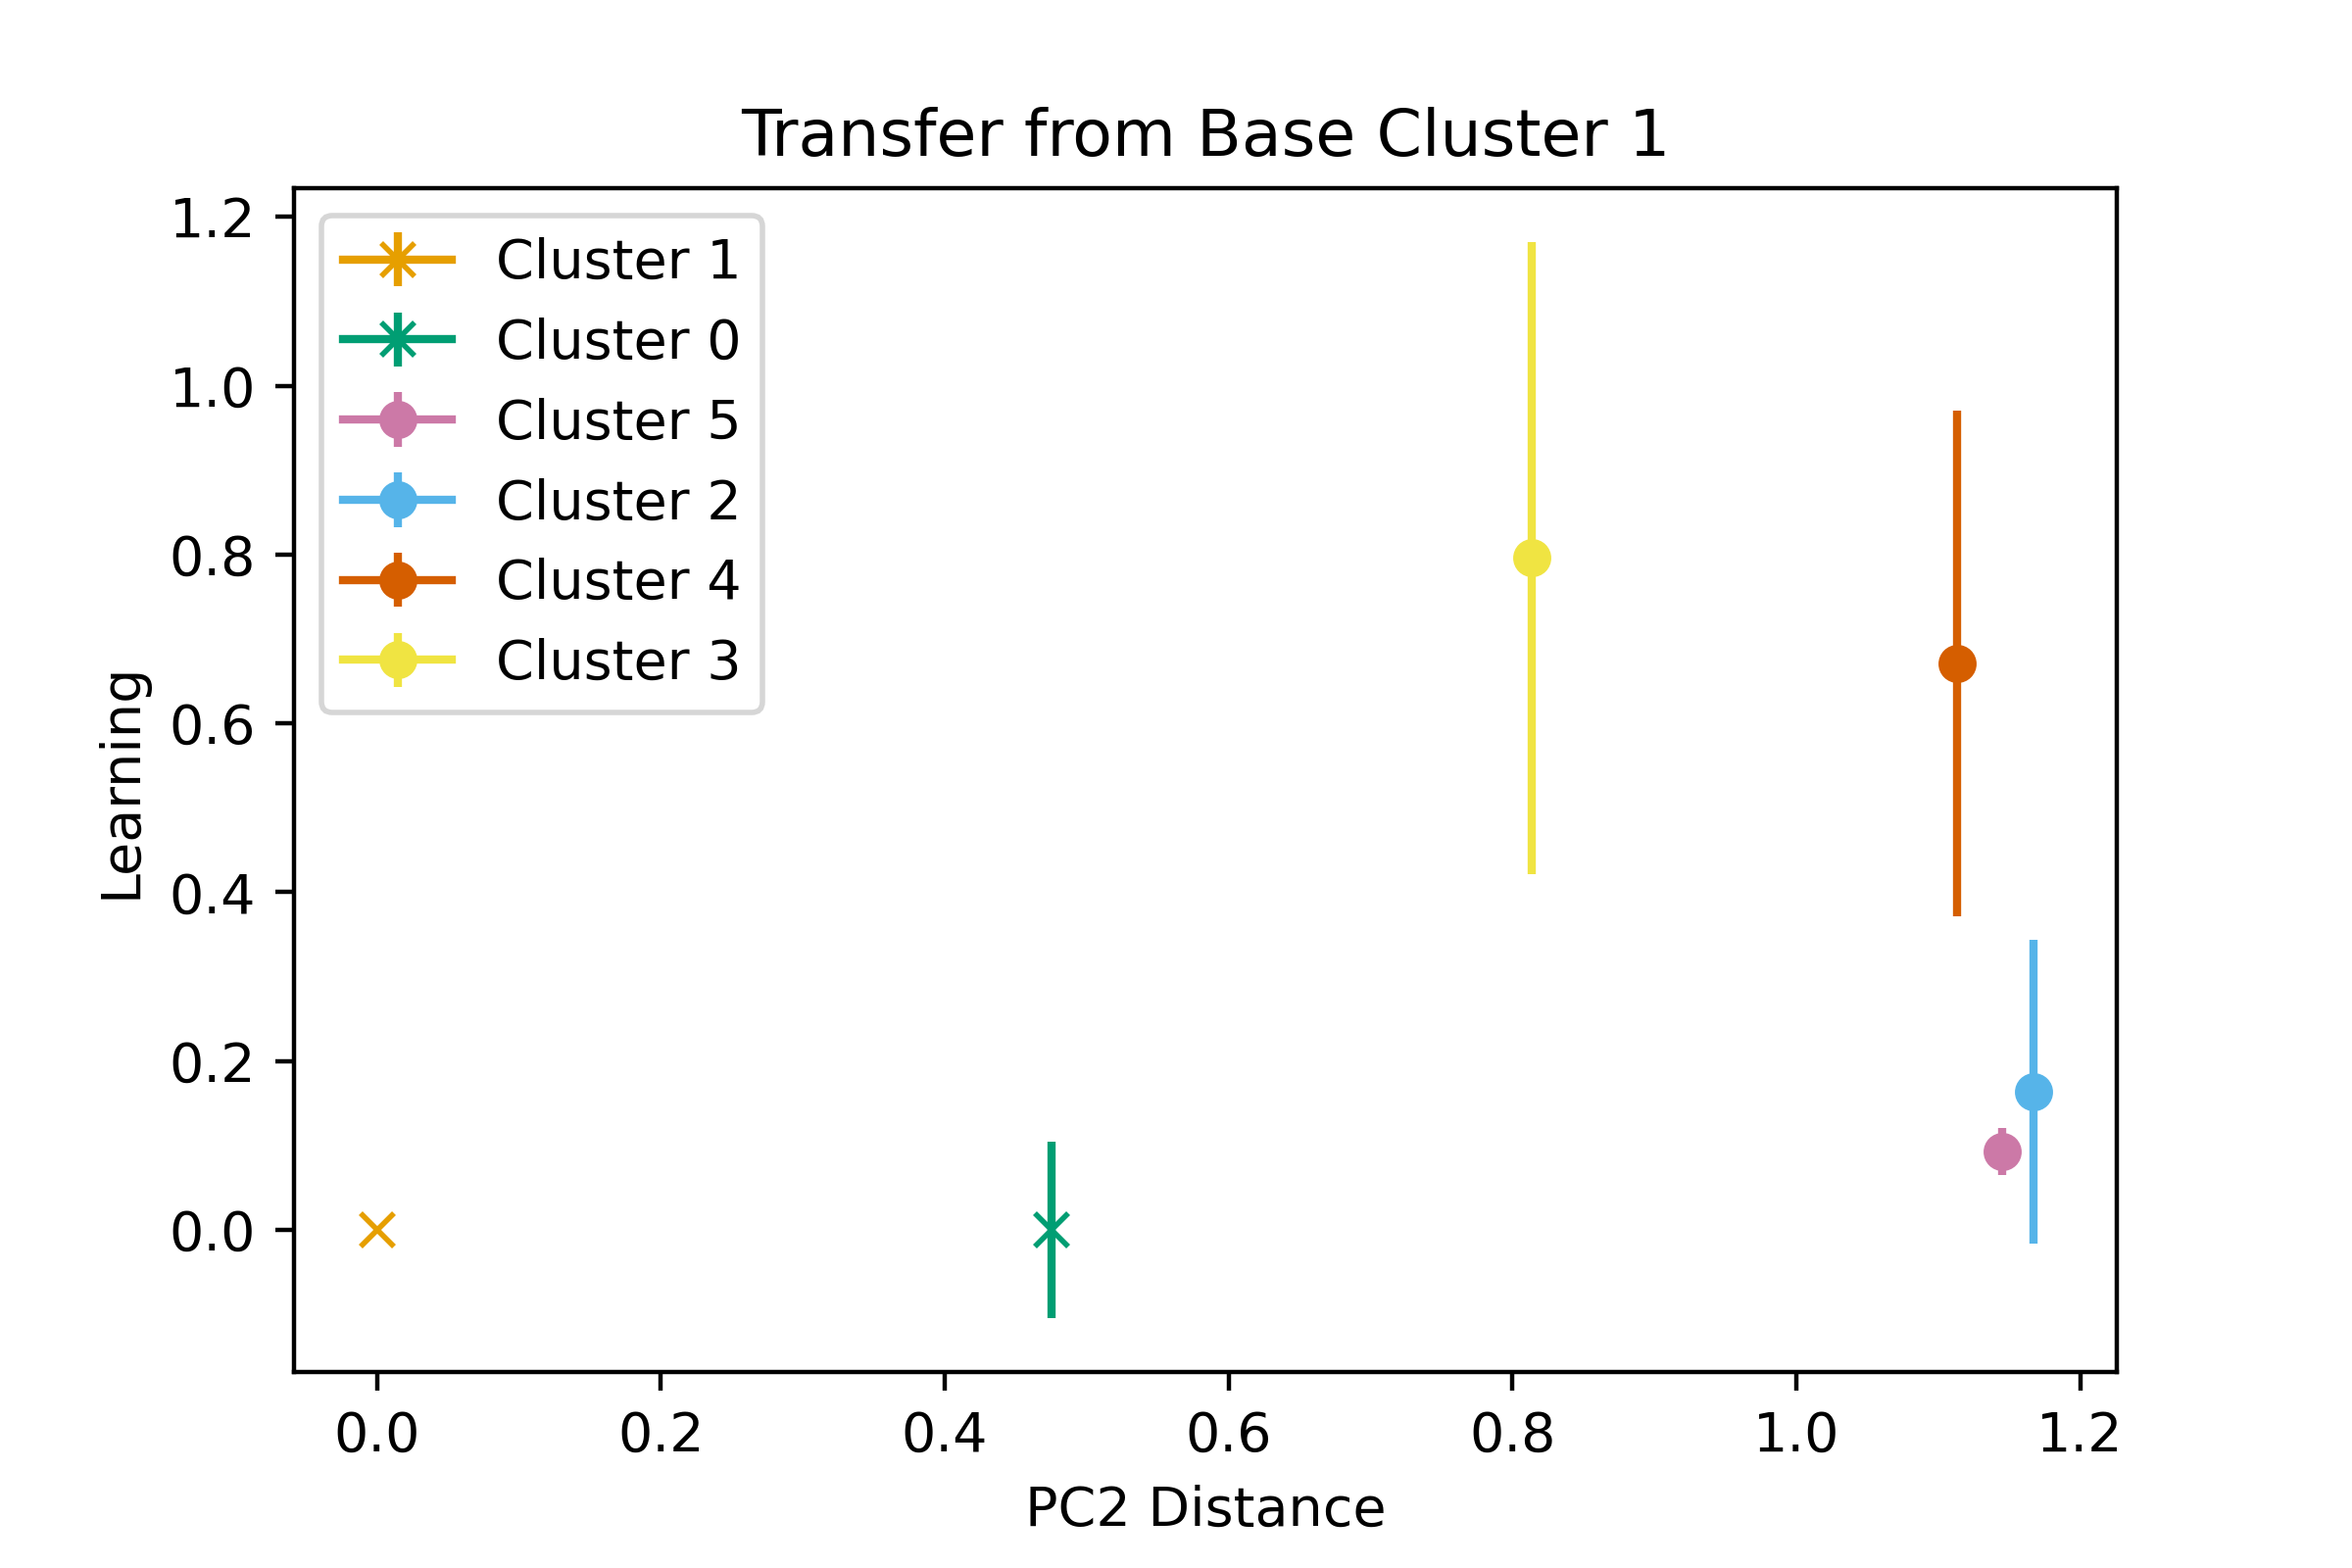 Transfer from Base Cluster 1
Cluster 1
Cluster 0
Cluster 5
Cluster 2
Cluster 4
Cluster 3
1.2
1.0
0.8
0.6
0.4
0.2
0.0
Learning
0.0 0.2 0.4 0.6 0.8 1.0 1.2
PC2 Distance